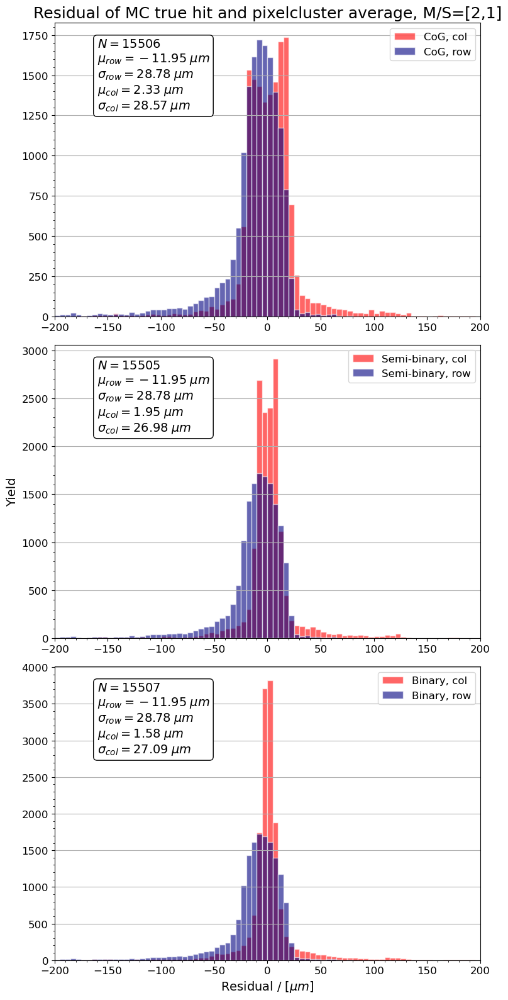 Residual of MC true hit and pixelcluster average, M/S=[2,1]
1750
1500
1250
1000
750
500
250
0
N = 15506
μrow = −11.95 μm
σrow = 28.78 μm
μcol = 2.33 μm
σcol = 28.57 μm
CoG, col
CoG, row
−200 −150 −100 −50 0 50 100 150 200
3000
2500
2000
1500
1000
500
0
Yield
N = 15505
μrow = −11.95 μm
σrow = 28.78 μm
μcol = 1.95 μm
σcol = 26.98 μm
Semi-binary, col
Semi-binary, row
−200 −150 −100 −50 0 50 100 150 200
4000
3500
3000
2500
2000
1500
1000
500
0
N = 15507
μrow = −11.95 μm
σrow = 28.78 μm
μcol = 1.58 μm
σcol = 27.09 μm
Binary, col
Binary, row
−200 −150 −100 −50 0 50 100 150 200
Residual / [μm]